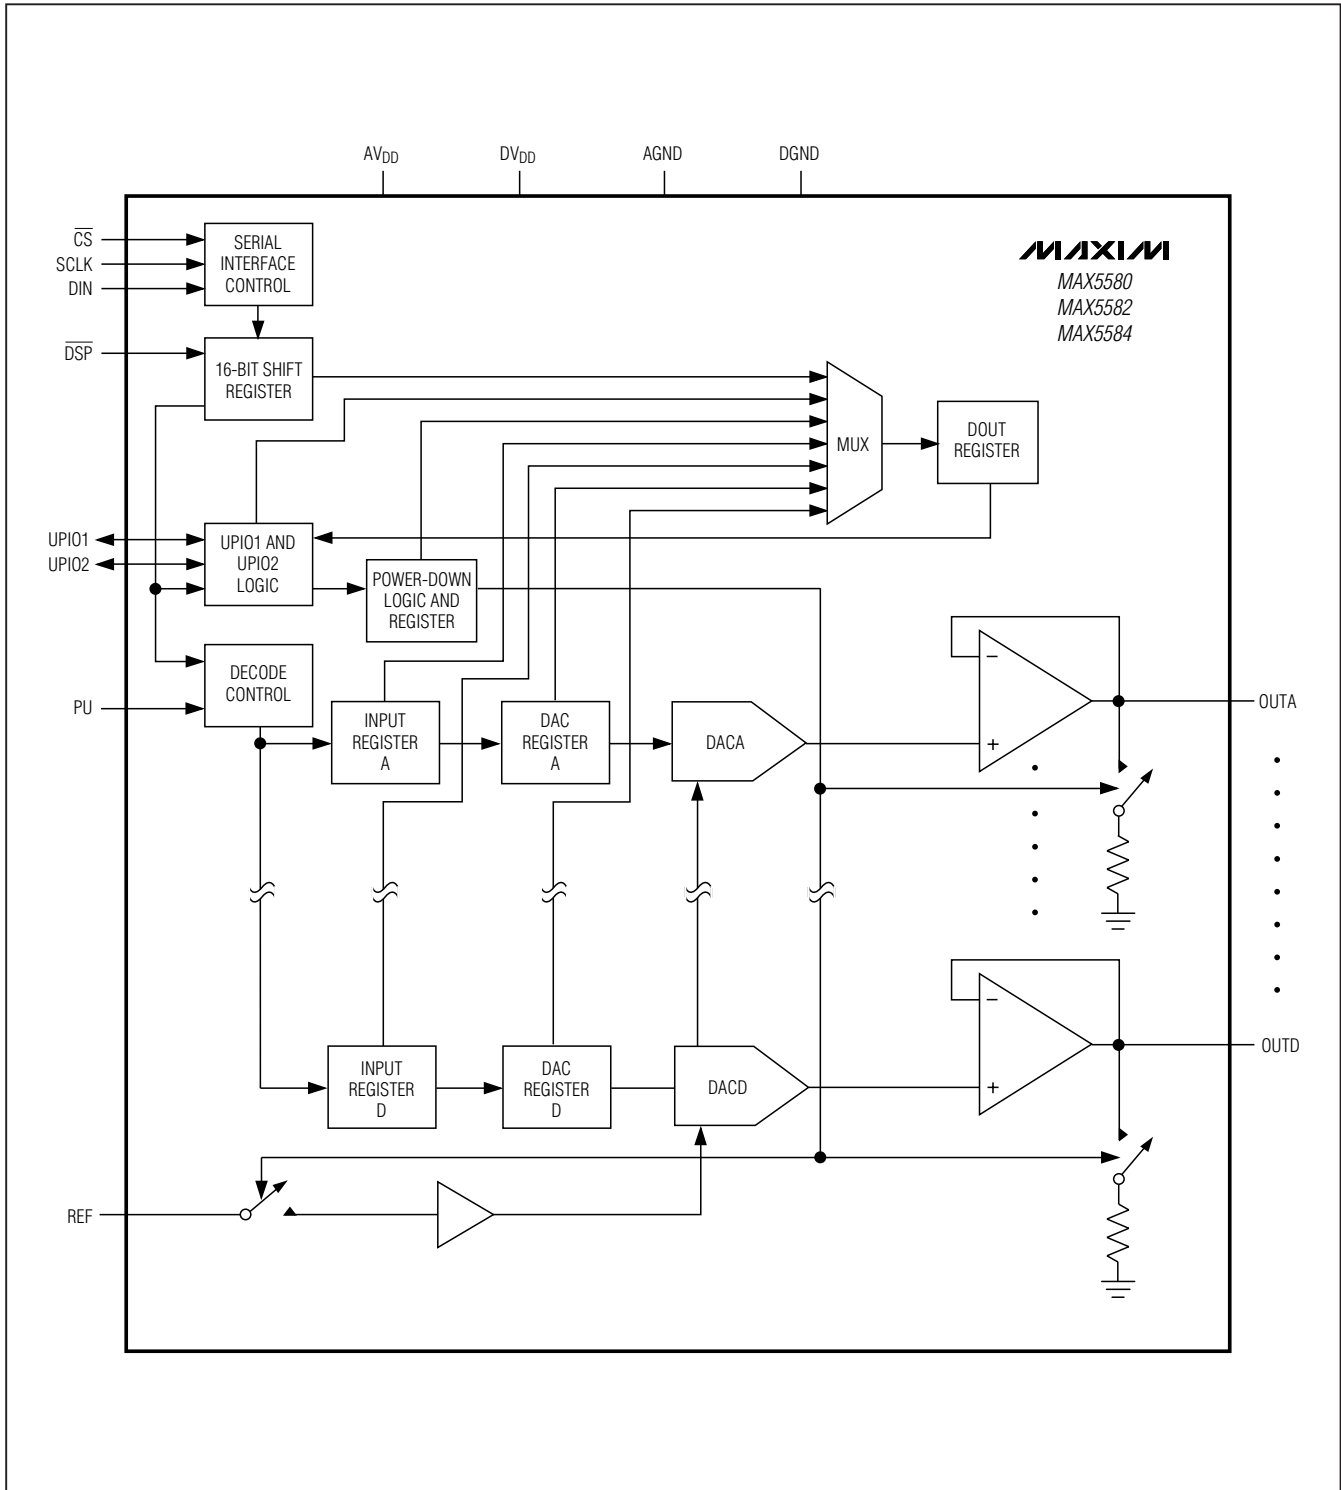 AVDD DVDD AGND DGND
CS
SCLK
DIN
SERIAL
INTERFACE
CONTROL
MAXIM
MAX5580
MAX5582
MAX5584
DSP
16-BIT SHIFT
REGISTER
MUX
DOUT
REGISTER
UPIO1
UPIO2
UPIO1 AND
UPIO2
LOGIC
POWER-DOWN
LOGIC AND
REGISTER
DECODE
CONTROL
PU
INPUT
REGISTER
A
DAC
REGISTER
A
DACA
−
+
OUTA
INPUT
REGISTER
D
DAC
REGISTER
D
DACD
−
+
OUTD
REF